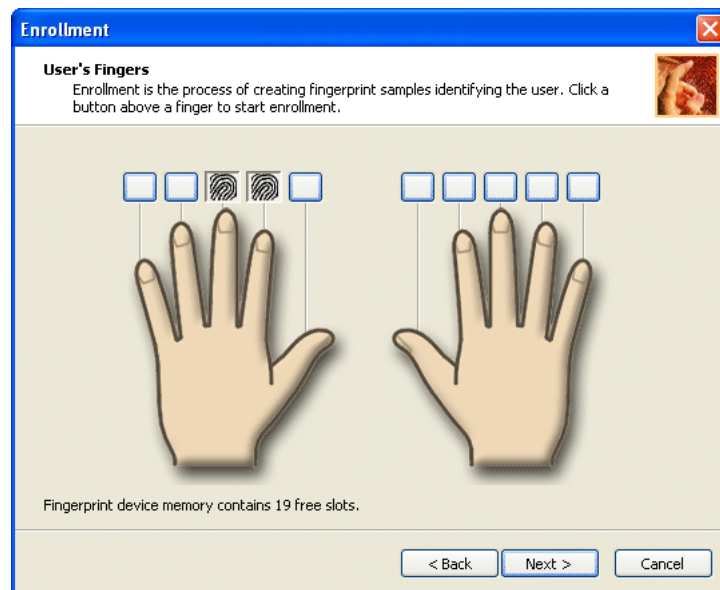 Enrollment
User's Fingers
Enrollment is the process of creating fingerprint samples identifying the user. Click a
button above a finger to start enrollment.
Fingerprint device memory contains 19 free slots.
< Back Next > Cancel